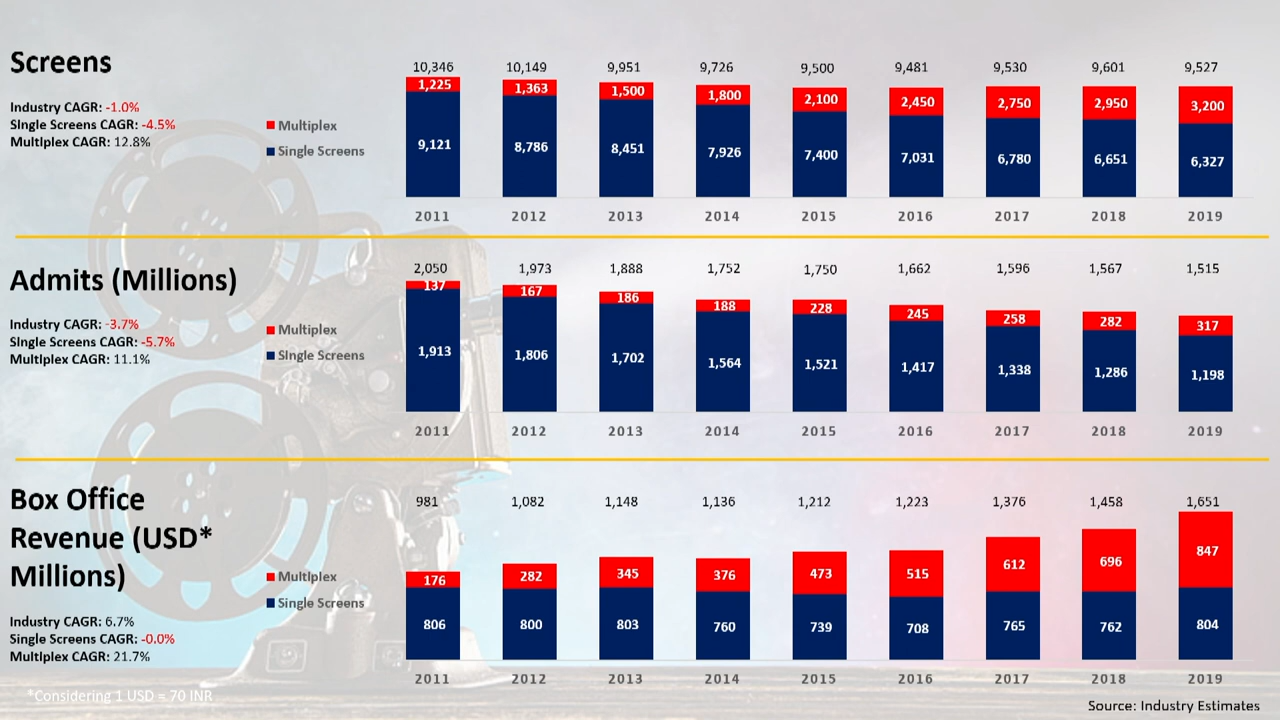 Screens
Industry CAGR: -1.0%
Single Screens CAGR: -4.5%
Multiplex CAGR: 12.8%
Multiplex
Single Screens
10,346 10,149 9,951 9,726 9,500 9,481 9,530 9,601 9,527
1,225 1,363 1,500 1,800 2,100 2,450 2,750 2,950 3,200
9,121 8,786 8,451 7,926 7,400 7,031 6,780 6,651 6,327
2011 2012 2013 2014 2015 2016 2017 2018 2019
Admits (Millions)
Industry CAGR: -3.7%
Single Screens CAGR: -5.7%
Multiplex CAGR: 11.1%
Multiplex
Single Screens
2,050 1,973 1,888 1,752 1,750 1,662 1,596 1,567 1,515
137 167 186 188 228 245 258 282 317
1,913 1,806 1,702 1,564 1,521 1,417 1,338 1,286 1,198
2011 2012 2013 2014 2015 2016 2017 2018 2019
Box Office
Revenue (USD*
Millions)
Industry CAGR: 6.7%
Single Screens CAGR: -0.0%
Multiplex CAGR: 21.7%
Multiplex
Single Screens
981 1,082 1,148 1,136 1,212 1,223 1,376 1,458 1,651
176 282 345 376 473 515 612 696 847
806 800 803 760 739 708 765 762 804
2011 2012 2013 2014 2015 2016 2017 2018 2019
*Considering 1 USD = 70 INR
Source: Industry Estimates